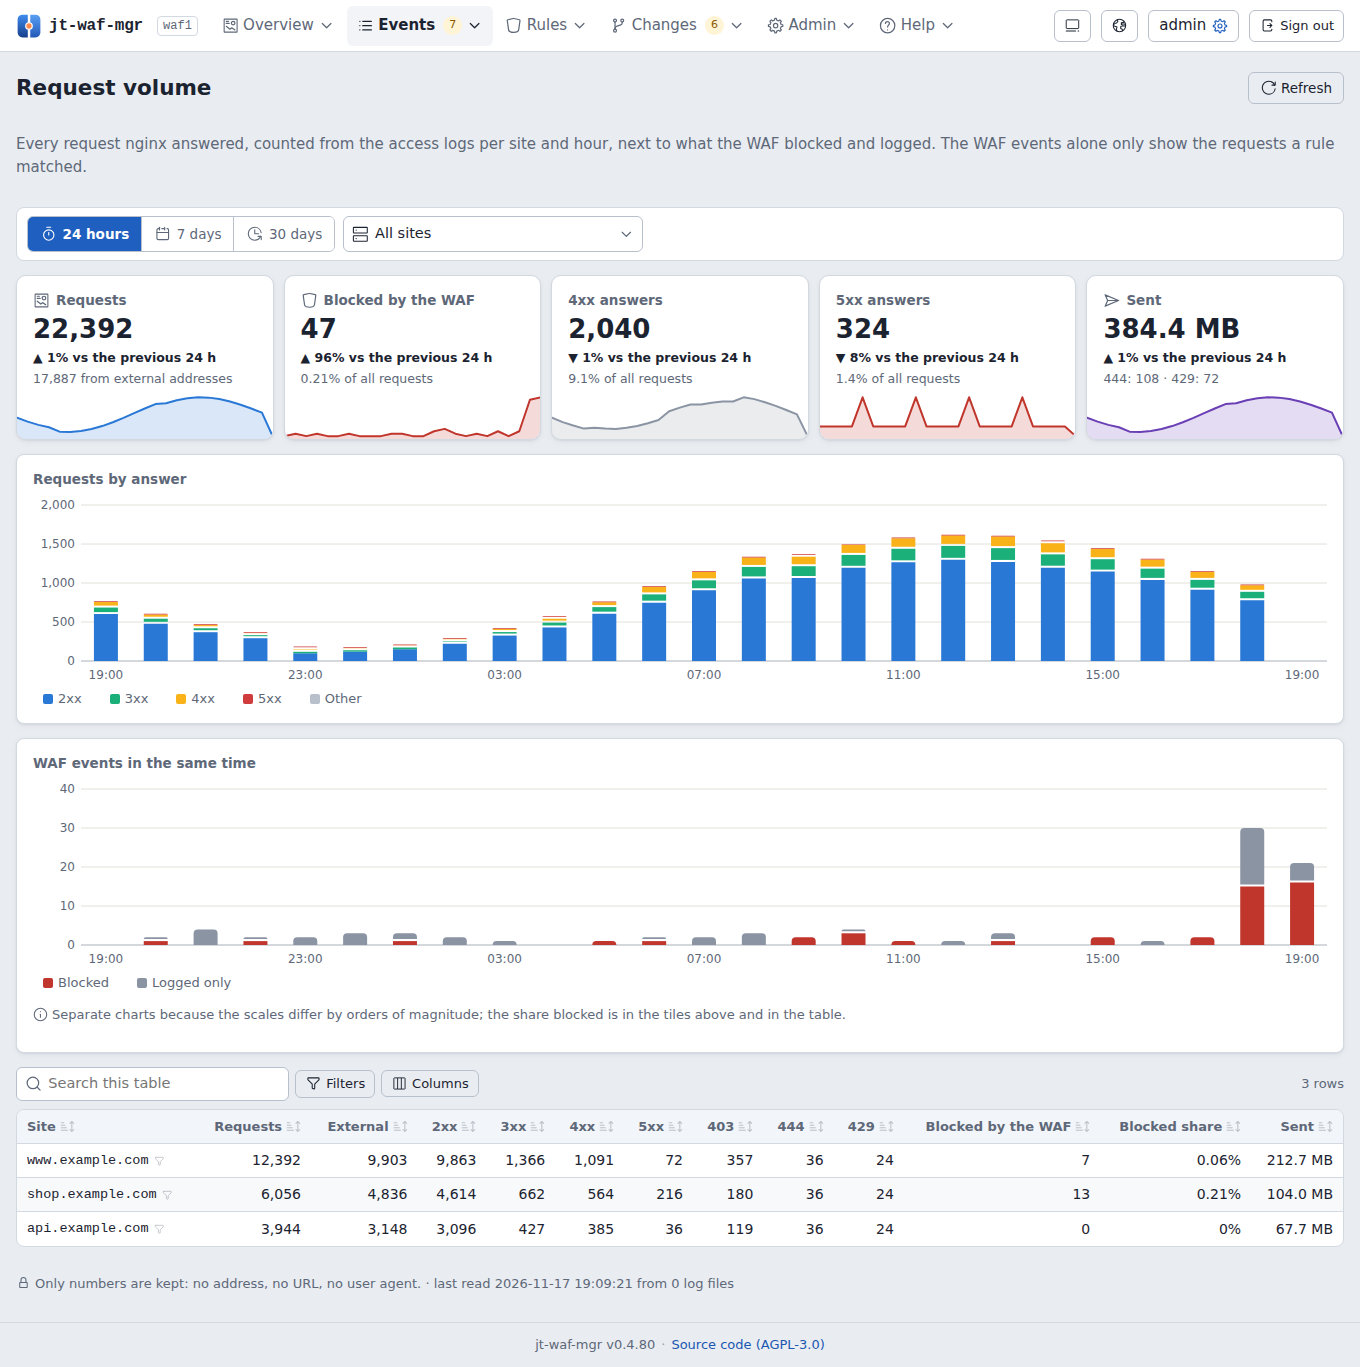 jt-waf-mgr waf1 Overview Events 7 Rules Changes 6 Admin Help admin Sign out
Request volume Refresh
Every request nginx answered, counted from the access logs per site and hour, next to what the WAF blocked and logged. The WAF events alone only show the requests a rule
matched.
24 hours 7 days 30 days All sites
Requests
22,392
▲ 1% vs the previous 24 h
17,887 from external addresses
Blocked by the WAF
47
▲ 96% vs the previous 24 h
0.21% of all requests
4xx answers
2,040
▼ 1% vs the previous 24 h
9.1% of all requests
5xx answers
324
▼ 8% vs the previous 24 h
1.4% of all requests
Sent
384.4 MB
▲ 1% vs the previous 24 h
444: 108 · 429: 72
Requests by answer
2,000
1,500
1,000
500
0
19:00 23:00 03:00 07:00 11:00 15:00 19:00
2xx 3xx 4xx 5xx Other
WAF events in the same time
40
30
20
10
0
19:00 23:00 03:00 07:00 11:00 15:00 19:00
Blocked Logged only
Separate charts because the scales differ by orders of magnitude; the share blocked is in the tiles above and in the table.
Search this table Filters Columns 3 rows
Site Requests External 2xx 3xx 4xx 5xx 403 444 429 Blocked by the WAF Blocked share Sent
www.example.com 12,392 9,903 9,863 1,366 1,091 72 357 36 24 7 0.06% 212.7 MB
shop.example.com 6,056 4,836 4,614 662 564 216 180 36 24 13 0.21% 104.0 MB
api.example.com 3,944 3,148 3,096 427 385 36 119 36 24 0 0% 67.7 MB
Only numbers are kept: no address, no URL, no user agent. · last read 2026-11-17 19:09:21 from 0 log files
jt-waf-mgr v0.4.80 · Source code (AGPL-3.0)